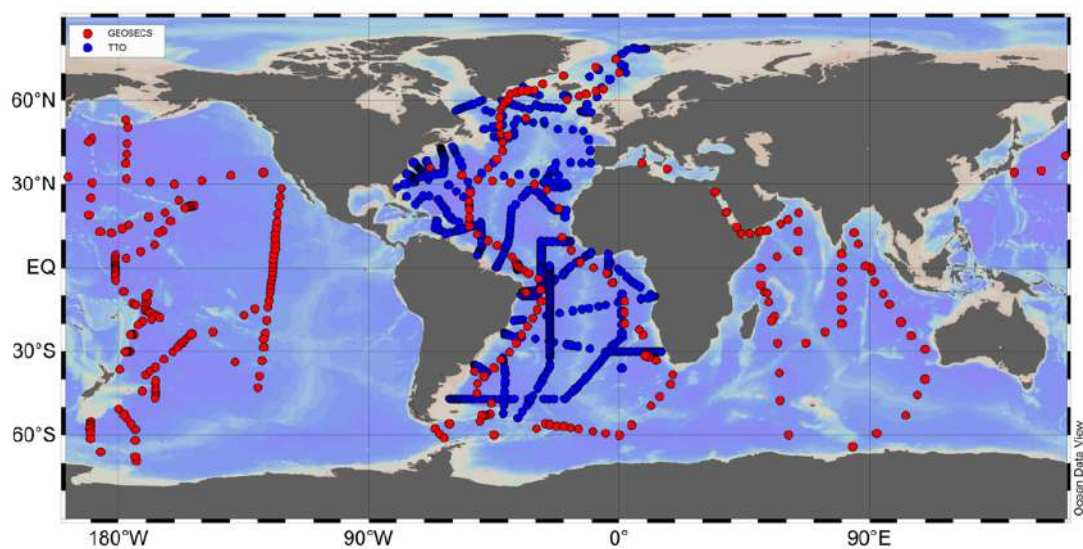 GEOSECS
TTO
60°N
30°N
EQ
30°S
60°S
180°W
90°W
0°
90°E
Ocean Data View